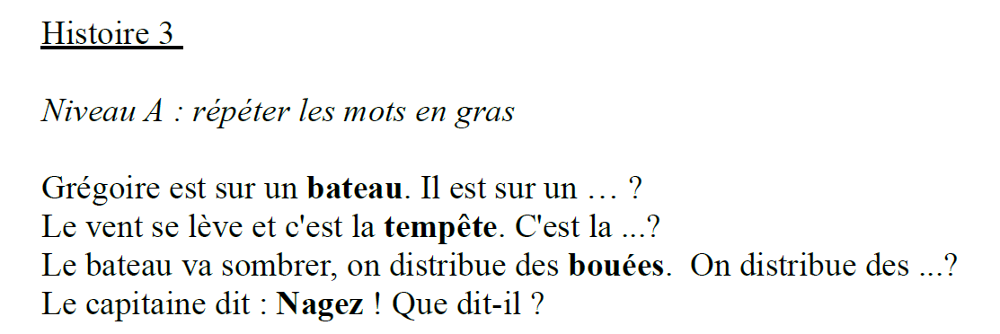 Histoire 3
Niveau A : répéter les mots en gras
Grégoire est sur un bateau. Il est sur un … ?
Le vent se lève et c'est la tempête. C'est la ...?
Le bateau va sombrer, on distribue des bouées.  On distribue des ...?
Le capitaine dit : Nagez ! Que dit-il ?